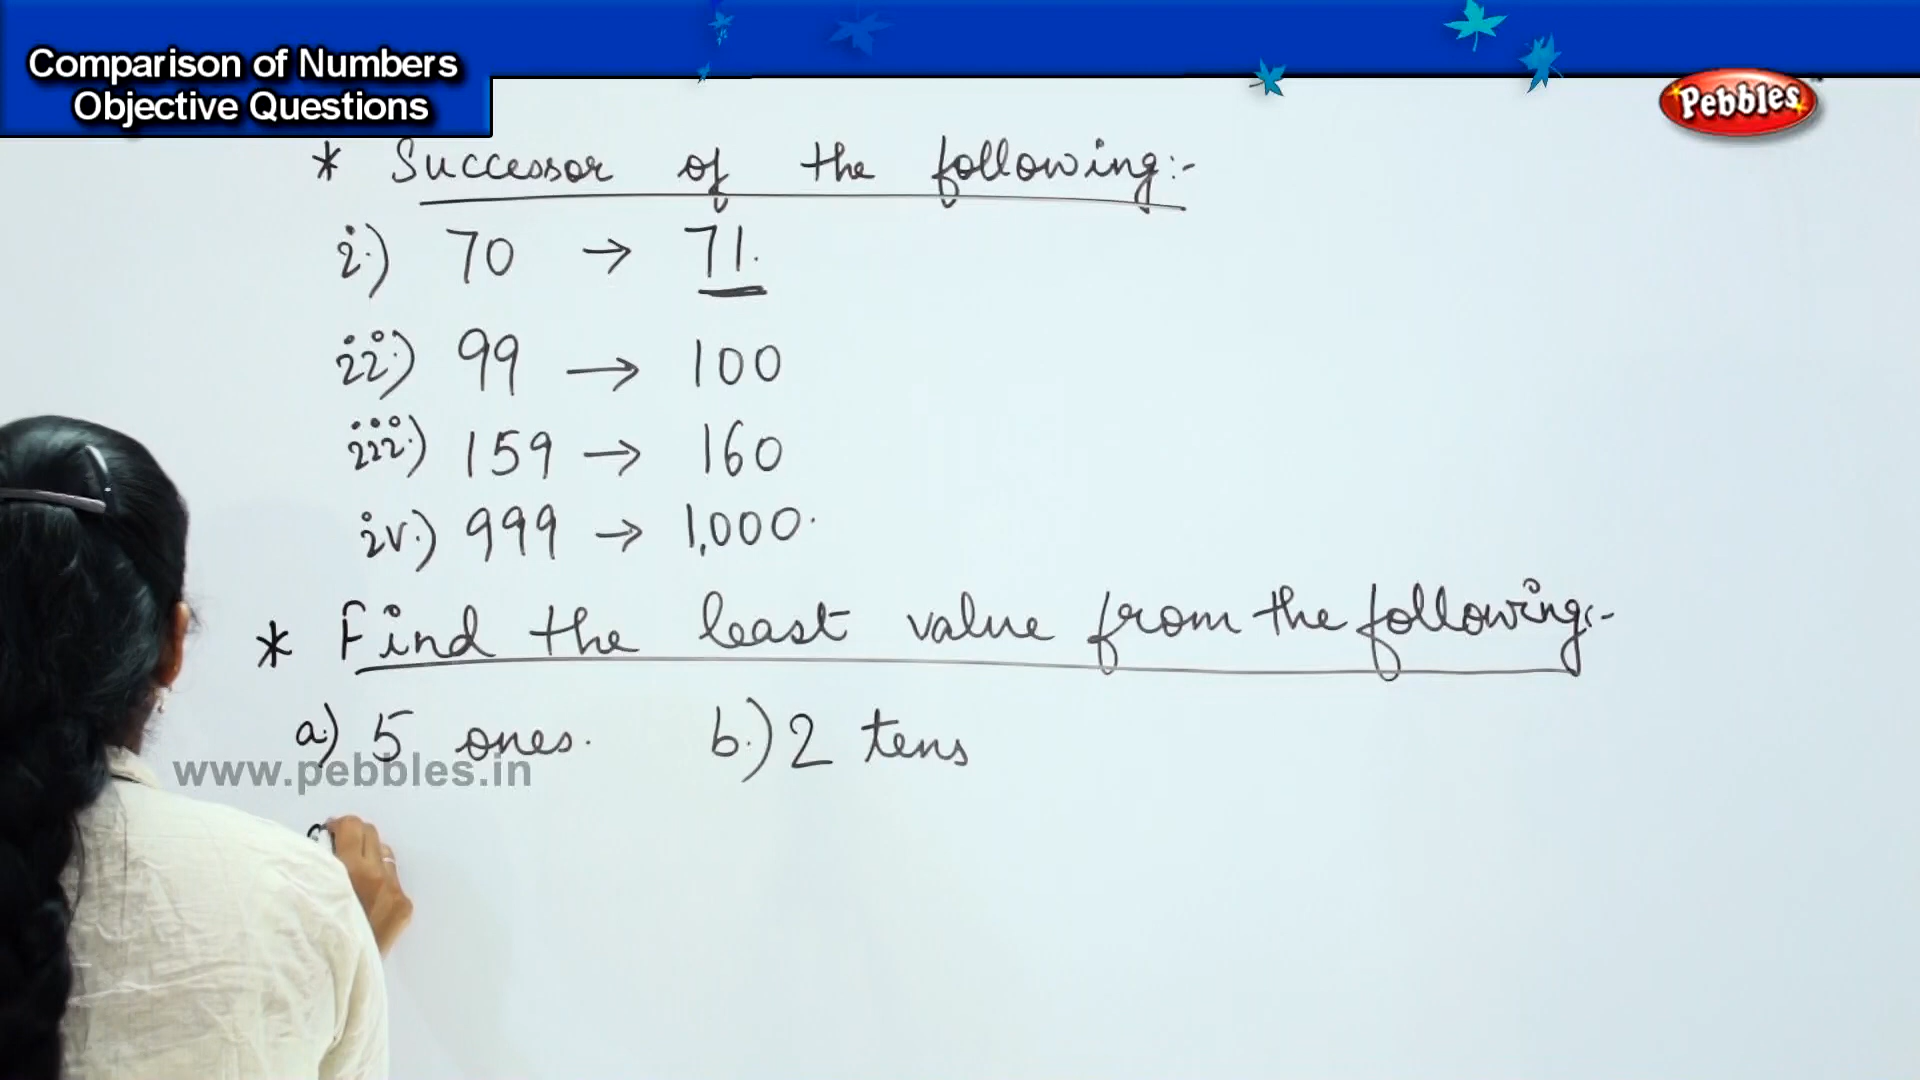 Comparison of Numbers
Objective Questions
Pebbles
* Successor of the following:-
i.) 70 → 71.
ii.) 99 → 100
iii.) 159 → 160
iv.) 999 → 1,000.
* Find the least value from the following:-
a.) 5 ones. b.) 2 tens
www.pebbles.in